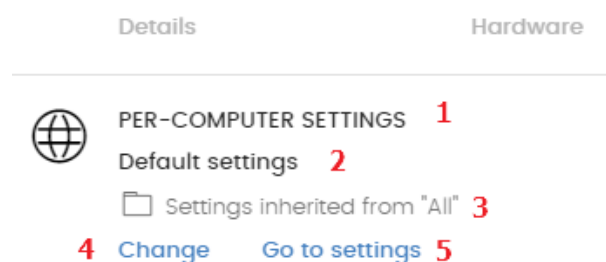 Details Hardware
PER-COMPUTER SETTINGS 1
Default settings 2
Settings inherited from "All" 3
4 Change Go to settings 5